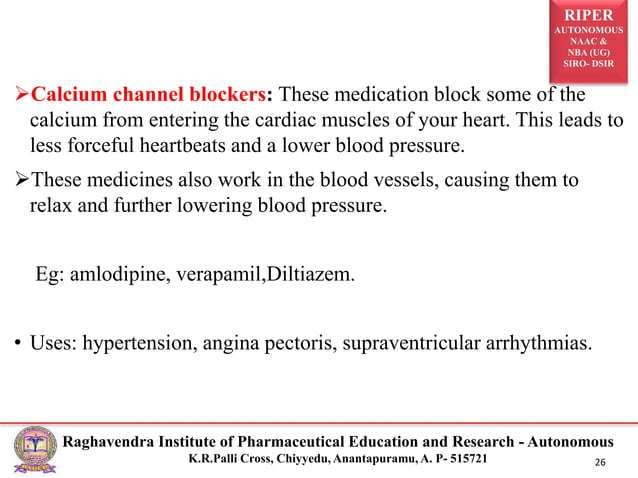 RIPER
AUTONOMOUS
NAAC &
NBA (UG)
SIRO- DSIR
➢Calcium channel blockers: These medication block some of the
calcium from entering the cardiac muscles of your heart. This leads to
less forceful heartbeats and a lower blood pressure.
➢These medicines also work in the blood vessels, causing them to
relax and further lowering blood pressure.
Eg: amlodipine, verapamil,Diltiazem.
• Uses: hypertension, angina pectoris, supraventricular arrhythmias.
Raghavendra Institute of Pharmaceutical Education and Research - Autonomous
K.R.Palli Cross, Chiyyedu, Anantapuramu, A. P- 515721
26